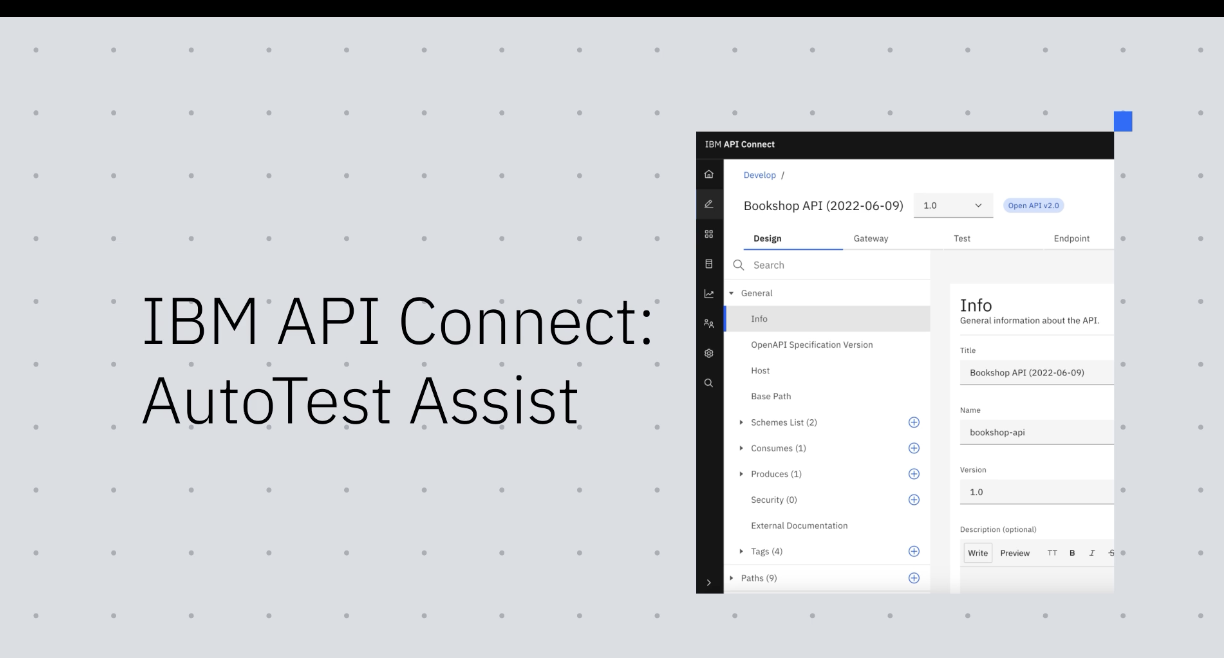 IBM API Connect:
AutoTest Assist
IBM API Connect
Develop /
Bookshop API (2022-06-09)
1.0
Open API v2.0
Design
Gateway
Test
Endpoint
Search
General
Info
OpenAPI Specification Version
Host
Base Path
Schemes List (2)
Consumes (1)
Produces (1)
Security (0)
External Documentation
Tags (4)
Paths (9)
Info
General information about the API.
Title
Bookshop API (2022-06-09)
Name
bookshop-api
Version
1.0
Description (optional)
Write Preview TT B I S